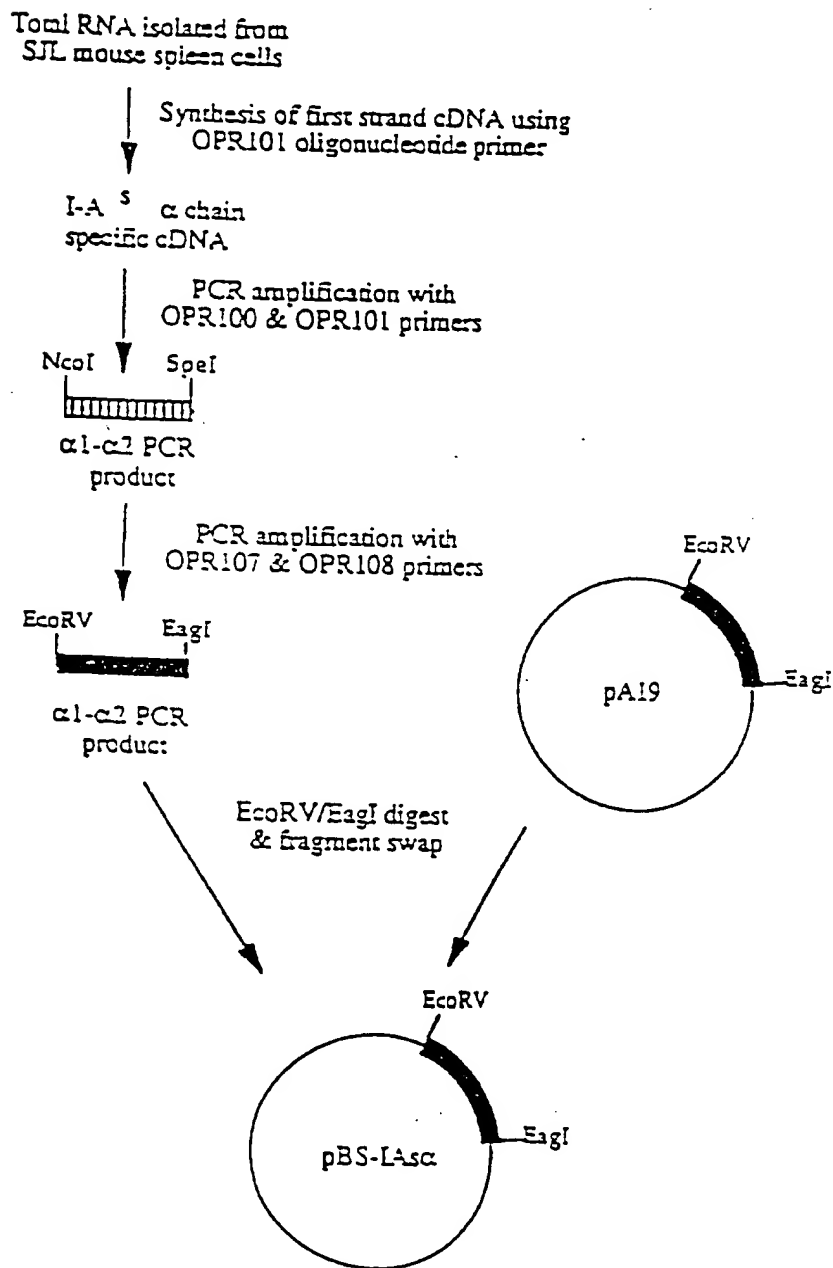 Total RNA isolated from
SJL mouse spleen cells
Synthesis of first strand cDNA using
OPR101 oligonucleotide primer
I-A s α chain
specific cDNA
PCR amplification with
OPR100 & OPR101 primers
NcoI SpeI
α1-α2 PCR
product
PCR amplification with
OPR107 & OPR108 primers
EcoRV EagI
α1-α2 PCR
product
EcoRV
EagI
pA19
EcoRV/EagI digest
& fragment swap
EcoRV
EagI
pBS-IAsα